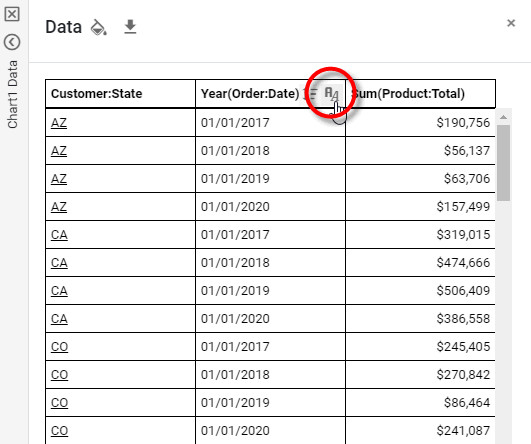 Data
Chart1 Data
Customer:State Year(Order:Date) Sum(Product:Total)
AZ 01/01/2017 $190,756
AZ 01/01/2018 $56,137
AZ 01/01/2019 $63,706
AZ 01/01/2020 $157,499
CA 01/01/2017 $319,015
CA 01/01/2018 $474,666
CA 01/01/2019 $506,409
CA 01/01/2020 $386,558
CO 01/01/2017 $245,405
CO 01/01/2018 $270,842
CO 01/01/2019 $86,464
CO 01/01/2020 $241,087